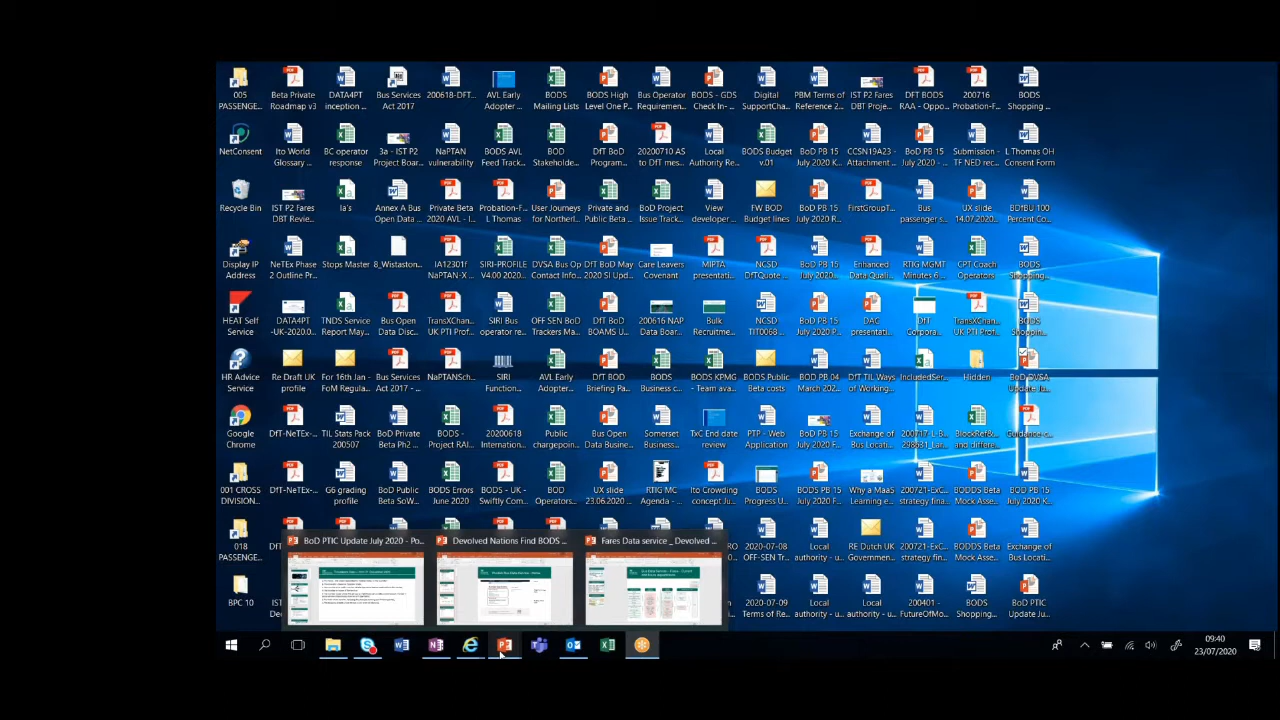 005 PASSENGE...
Beta Private Roadmap v3
DATA4PT inception ...
Bus Services Act 2017
200618-DFT...
AVL Early Adopter ...
BODS Mailing Lists
BODS High Level One P...
Bus Operator Requiremen...
BODS - GDS Check In- ...
Digital SupportCha...
PBM Terms of Reference 2...
IST P2 Fares DBT Proje...
DFT BODS RAA - Oppo...
200716 Probation-F...
BODS Shopping ...
NetConsent
Ito World Glossary ...
BC operator response
3a - IST P2 Project Boar...
NaPTAN vulnerability
BODS AVL Feed Track...
BOD Stakeholde...
DfT BoD Program...
20200710 AS to DfT mes...
Local Authority Re...
BODS Budget v.01
BoD PB 15 July 2020 K...
CCSN19A23 - Attachment ...
BoD PB 15 July 2020 ...
Submission - TF NED rec...
L Thomas OH Consent Form
Recycle Bin
IST P2 Fares DBT Revie...
la's
Annex A Bus Open Data ...
Private Beta 2020 AVL - I...
Probation-F... L Thomas
User Journeys for Northerl...
Private and Public Beta ...
BoD Project Issue Track...
View developer ...
FW BOD Budget lines
BoD PB 15 July 2020 R...
FirstGroupT...
Bus passenger s...
UX slide 14.07.2020...
BDfBU 100 Percent Co...
Display IP Address
NeTEx Phase 2 Outline Pr...
Stops Master
8_Wistaston...
IA12301f NaPTAN-X ...
SIRI-PROFILE V4.00 2020...
DVSA Bus Op Contact Info...
DfT BoD May 2020 SI Upd...
Care Leavers Covenant
MIPTA presentati...
NCSD DfTQuote ...
BoD PB 15 July 2020 ...
Enhanced Data Quali...
RTIG MGMT Minutes 6...
CPT Coach Operators
BODS Shopping...
HEAT Self Service
DATA4PT -UK-2020.0...
TNDS Service Report May...
Bus Open Data Disc...
TransXChan... UK PTI Prof...
SIRI Bus operator re...
OFF SEN BoD Trackers Ma...
DfT BoD BOAMS U...
200616 NAP Data Board...
Bulk Recruitme...
NCSD TIT0068 ...
BoD PB 15 July 2020 P...
DAC presentati...
DfT Corpora...
TransXChan... UK PTI Prof...
BODS Shoppin...
HR Advice Service
Re Draft UK profile
For 16th Jan - FoM Regula...
Bus Services Act 2017 - ...
NaPTANSch...
SIRI Function...
AVL Early Adopter...
DfT BOD Briefing Pa...
BODS Business c...
BODS KPMG - Team ava...
BODS Public Beta costs
BOD PB 04 March 202...
DfT TIL Ways of Working...
IncludedSer...
Hidden
BoD DVSA Update Ju...
Google Chrome
DfT-NeTEx-...
TIL Stats Pack 200507
BoD Private Beta Ph2 ...
BODS - Project RAI...
20200618 Internation...
Public chargepoin...
Bus Open Data Busine...
Somerset Business...
TxC End date review
PTP - Web Application
BoD PB 15 July 2020 F...
Exchange of Bus Locati...
200717-L-B...
BlockRef&... and differe...
Guidance-c...
001 CROSS DIVISION...
DfT-NeTEx-...
G6 grading profile
BoD Public Beta SoW...
BODS Errors June 2020
BODS - UK - Swiftly Com...
BOD Operators...
UX slide 23.06.2020 ...
RTIG MC Agenda - ...
Ito Crowding concept Ju...
BODS Progress U...
BODS PB 15 July 2020 F...
Why a MaaS Learning e...
200721-ExC... strategy fina...
BODDS Beta Mock Asse...
BOD PB 15 July 2020 K...
018 PASSENGE...
2020-07-08 OFF-SEN Tr...
Local authority - u...
RE Dutch UK Governmen...
200721-ExC... strategy fin...
BODDS Beta Mock Asse...
Exchange of Bus Locati...
BoD PTIC Update July 2020 - Po...
Devolved Nations Find BODS ...
Fares Data service _ Devolved ...
BPC 10
2020-07-09 Terms of Re...
Local authority - u...
Local authority - u...
200401 - FutureOfMo...
BODS Shopping...
BoD PTIC Update Ju...
09:40
23/07/2020